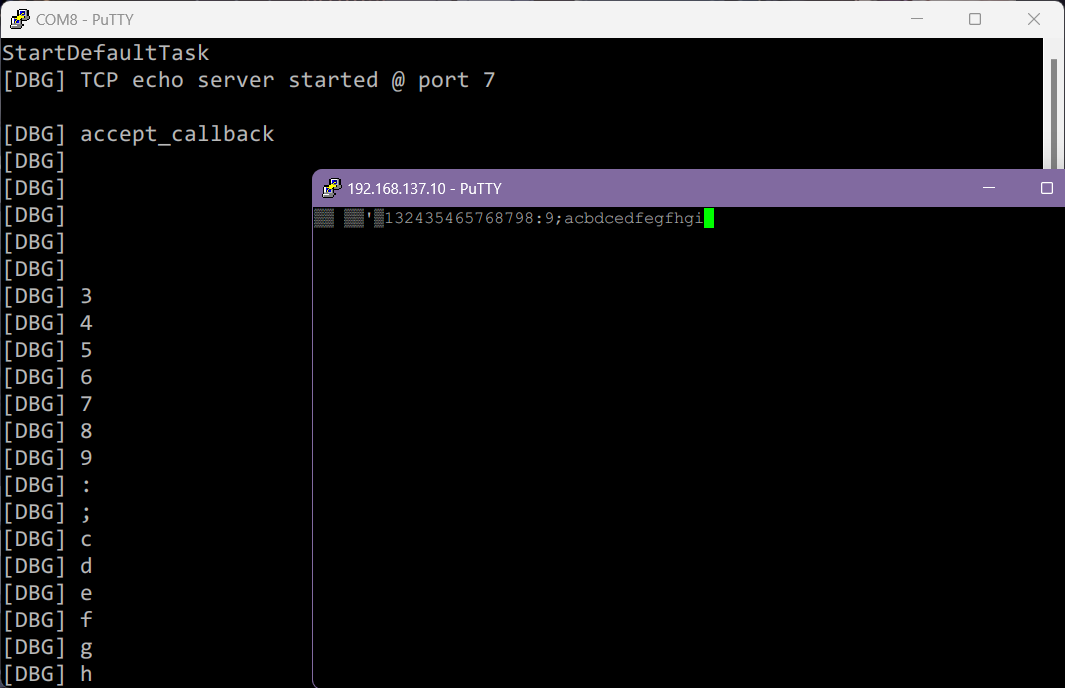 COM8 - PuTTY
StartDefaultTask
[DBG] TCP echo server started @ port 7
[DBG] accept_callback
[DBG]
[DBG]
[DBG]
[DBG]
[DBG]
[DBG] 3
[DBG] 4
[DBG] 5
[DBG] 6
[DBG] 7
[DBG] 8
[DBG] 9
[DBG] :
[DBG] ;
[DBG] c
[DBG] d
[DBG] e
[DBG] f
[DBG] g
[DBG] h
192.168.137.10 - PuTTY
▒▒ ▒▒'▒132435465768798:9;acbdcedfegfhgi